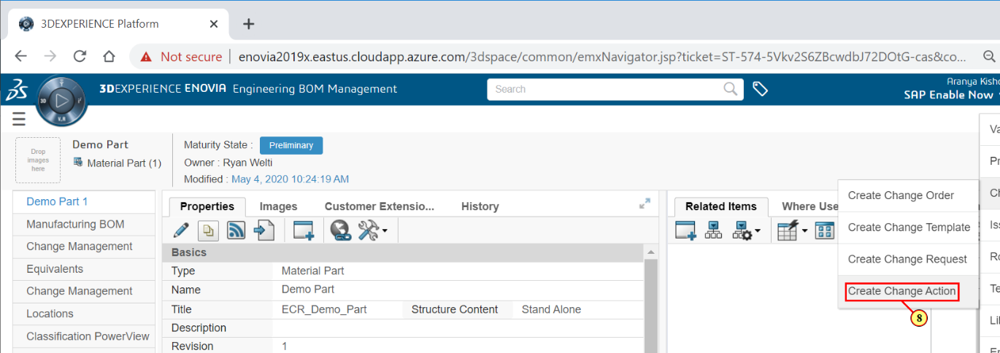 3DEXPERIENCE Platform
Not secure
enovia2019x.eastus.cloudapp.azure.com/3dspace/common/emxNavigator.jsp?ticket=ST-574-5Vkv2S6ZBcwdbJ72DOtG-cas&co...
3DEXPERIENCE ENOVIA Engineering BOM Management
Search
Aranya Kisho
SAP Enable Now
3D
V.R
Drop images here
Demo Part
Material Part (1)
Maturity State :
Preliminary
Owner : Ryan Welti
Modified : May 4, 2020 10:24:19 AM
Demo Part 1
Manufacturing BOM
Change Management
Equivalents
Change Management
Locations
Classification PowerView
Properties
Images
Customer Extensio...
History
Basics
Type Material Part
Name Demo Part
Title ECR_Demo_Part Structure Content Stand Alone
Description
Revision 1
Related Items
Where Use
Create Change Order
Create Change Template
Create Change Request
Create Change Action
8
Va
Pr
Ch
Iss
Ro
Te
Lif